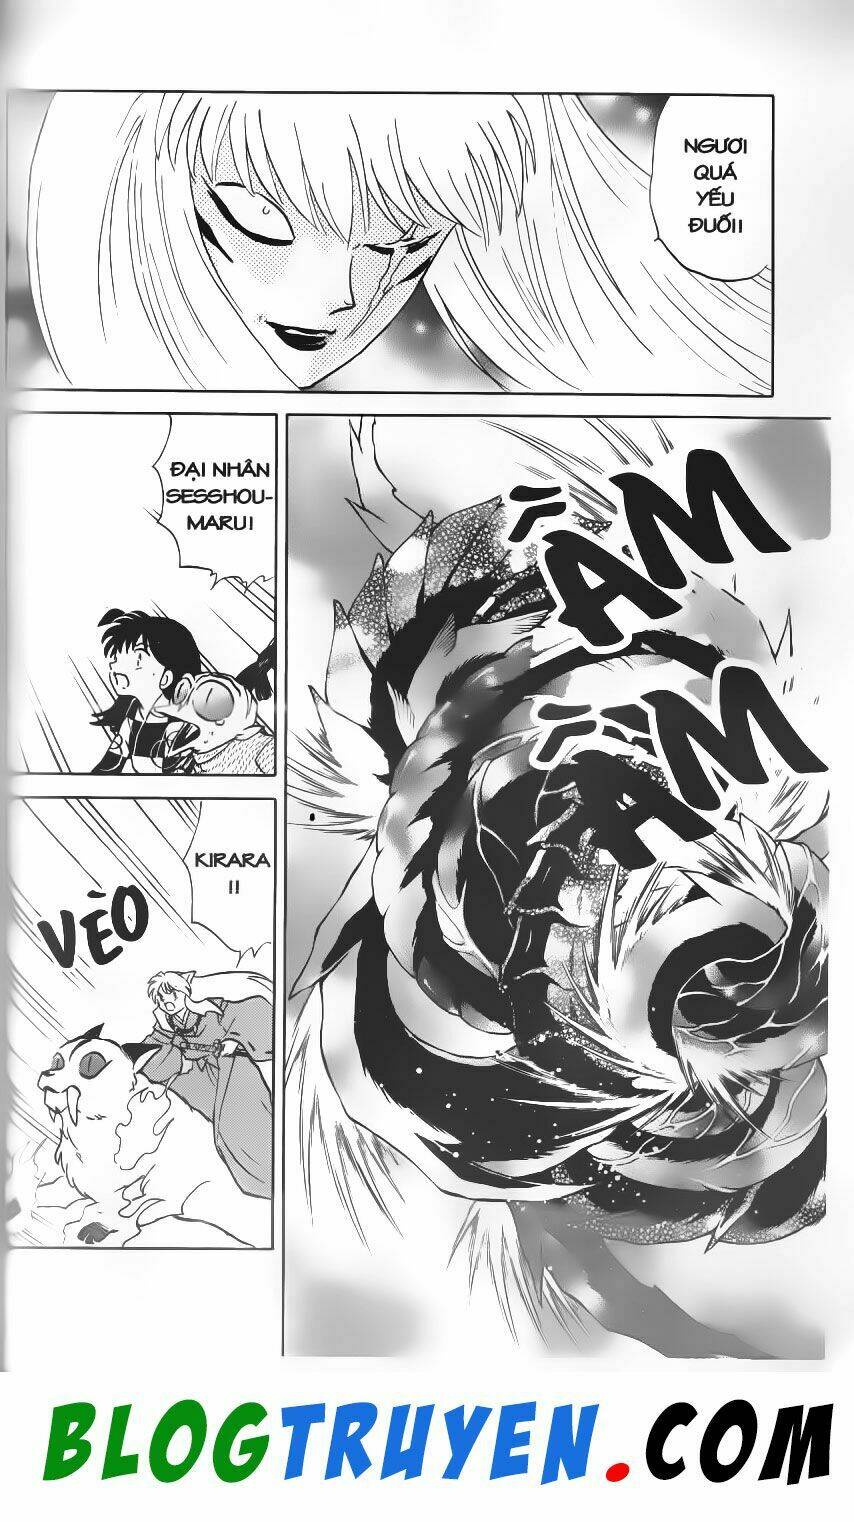 NGƯƠI
QUÁ
YẾU
ĐUỐI!
ĐẠI NHÂN
SESSHOU-
MARU!
ẦM
ẦM
KIRARA
!!
VÈO
BLOGTRUYEN.COM